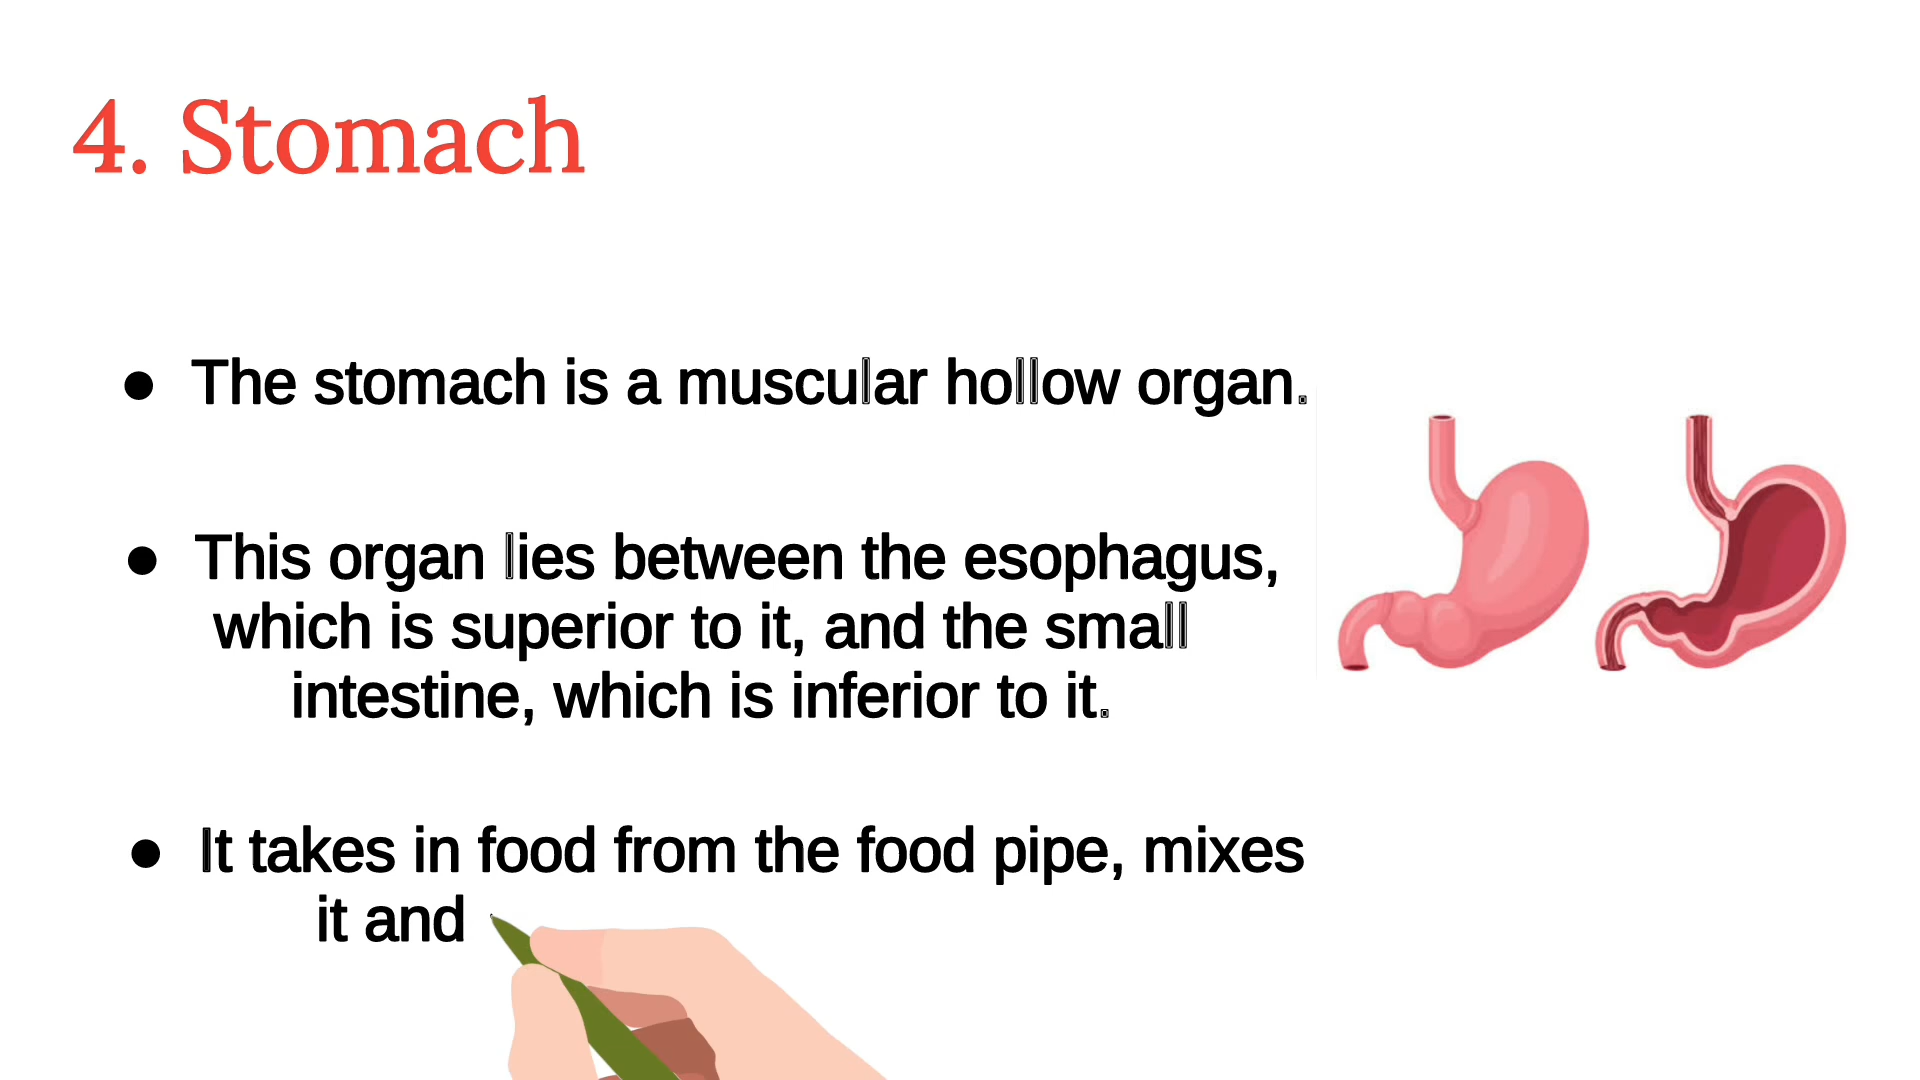 4. Stomach
● The stomach is a muscular hollow organ.
● This organ lies between the esophagus,
which is superior to it, and the small
intestine, which is inferior to it.
● It takes in food from the food pipe, mixes
it and